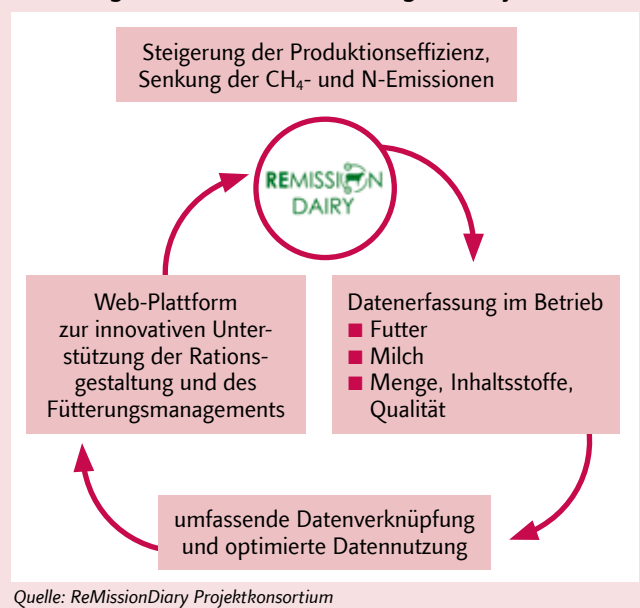 Steigerung der Produktionseffizienz,
Senkung der CH₄- und N-Emissionen
REMISSION
DAIRY
Web-Plattform
zur innovativen Unter-
stützung der Rations-
gestaltung und des
Fütterungsmanagements
Datenerfassung im Betrieb
■ Futter
■ Milch
■ Menge, Inhaltsstoffe,
Qualität
umfassende Datenverknüpfung
und optimierte Datennutzung
Quelle: ReMissionDiary Projektkonsortium